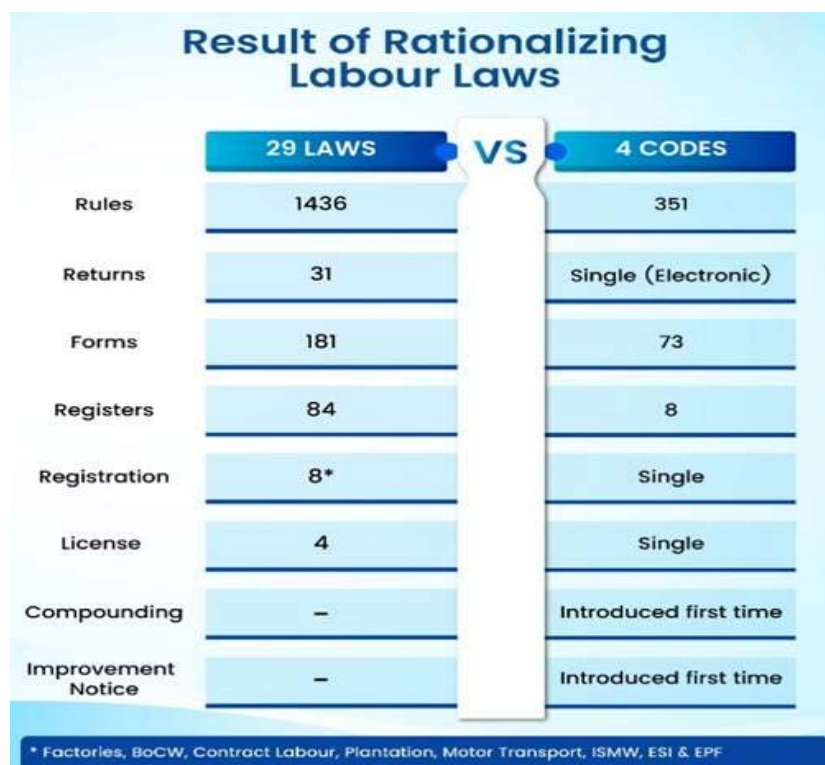 Result of Rationalizing
Labour Laws
29 LAWS VS 4 CODES
Rules 1436 351
Returns 31 Single (Electronic)
Forms 181 73
Registers 84 8
Registration 8* Single
License 4 Single
Compounding – Introduced first time
Improvement
Notice – Introduced first time
* Factories, BoCW, Contract Labour, Plantation, Motor Transport, ISMW, ESI & EPF